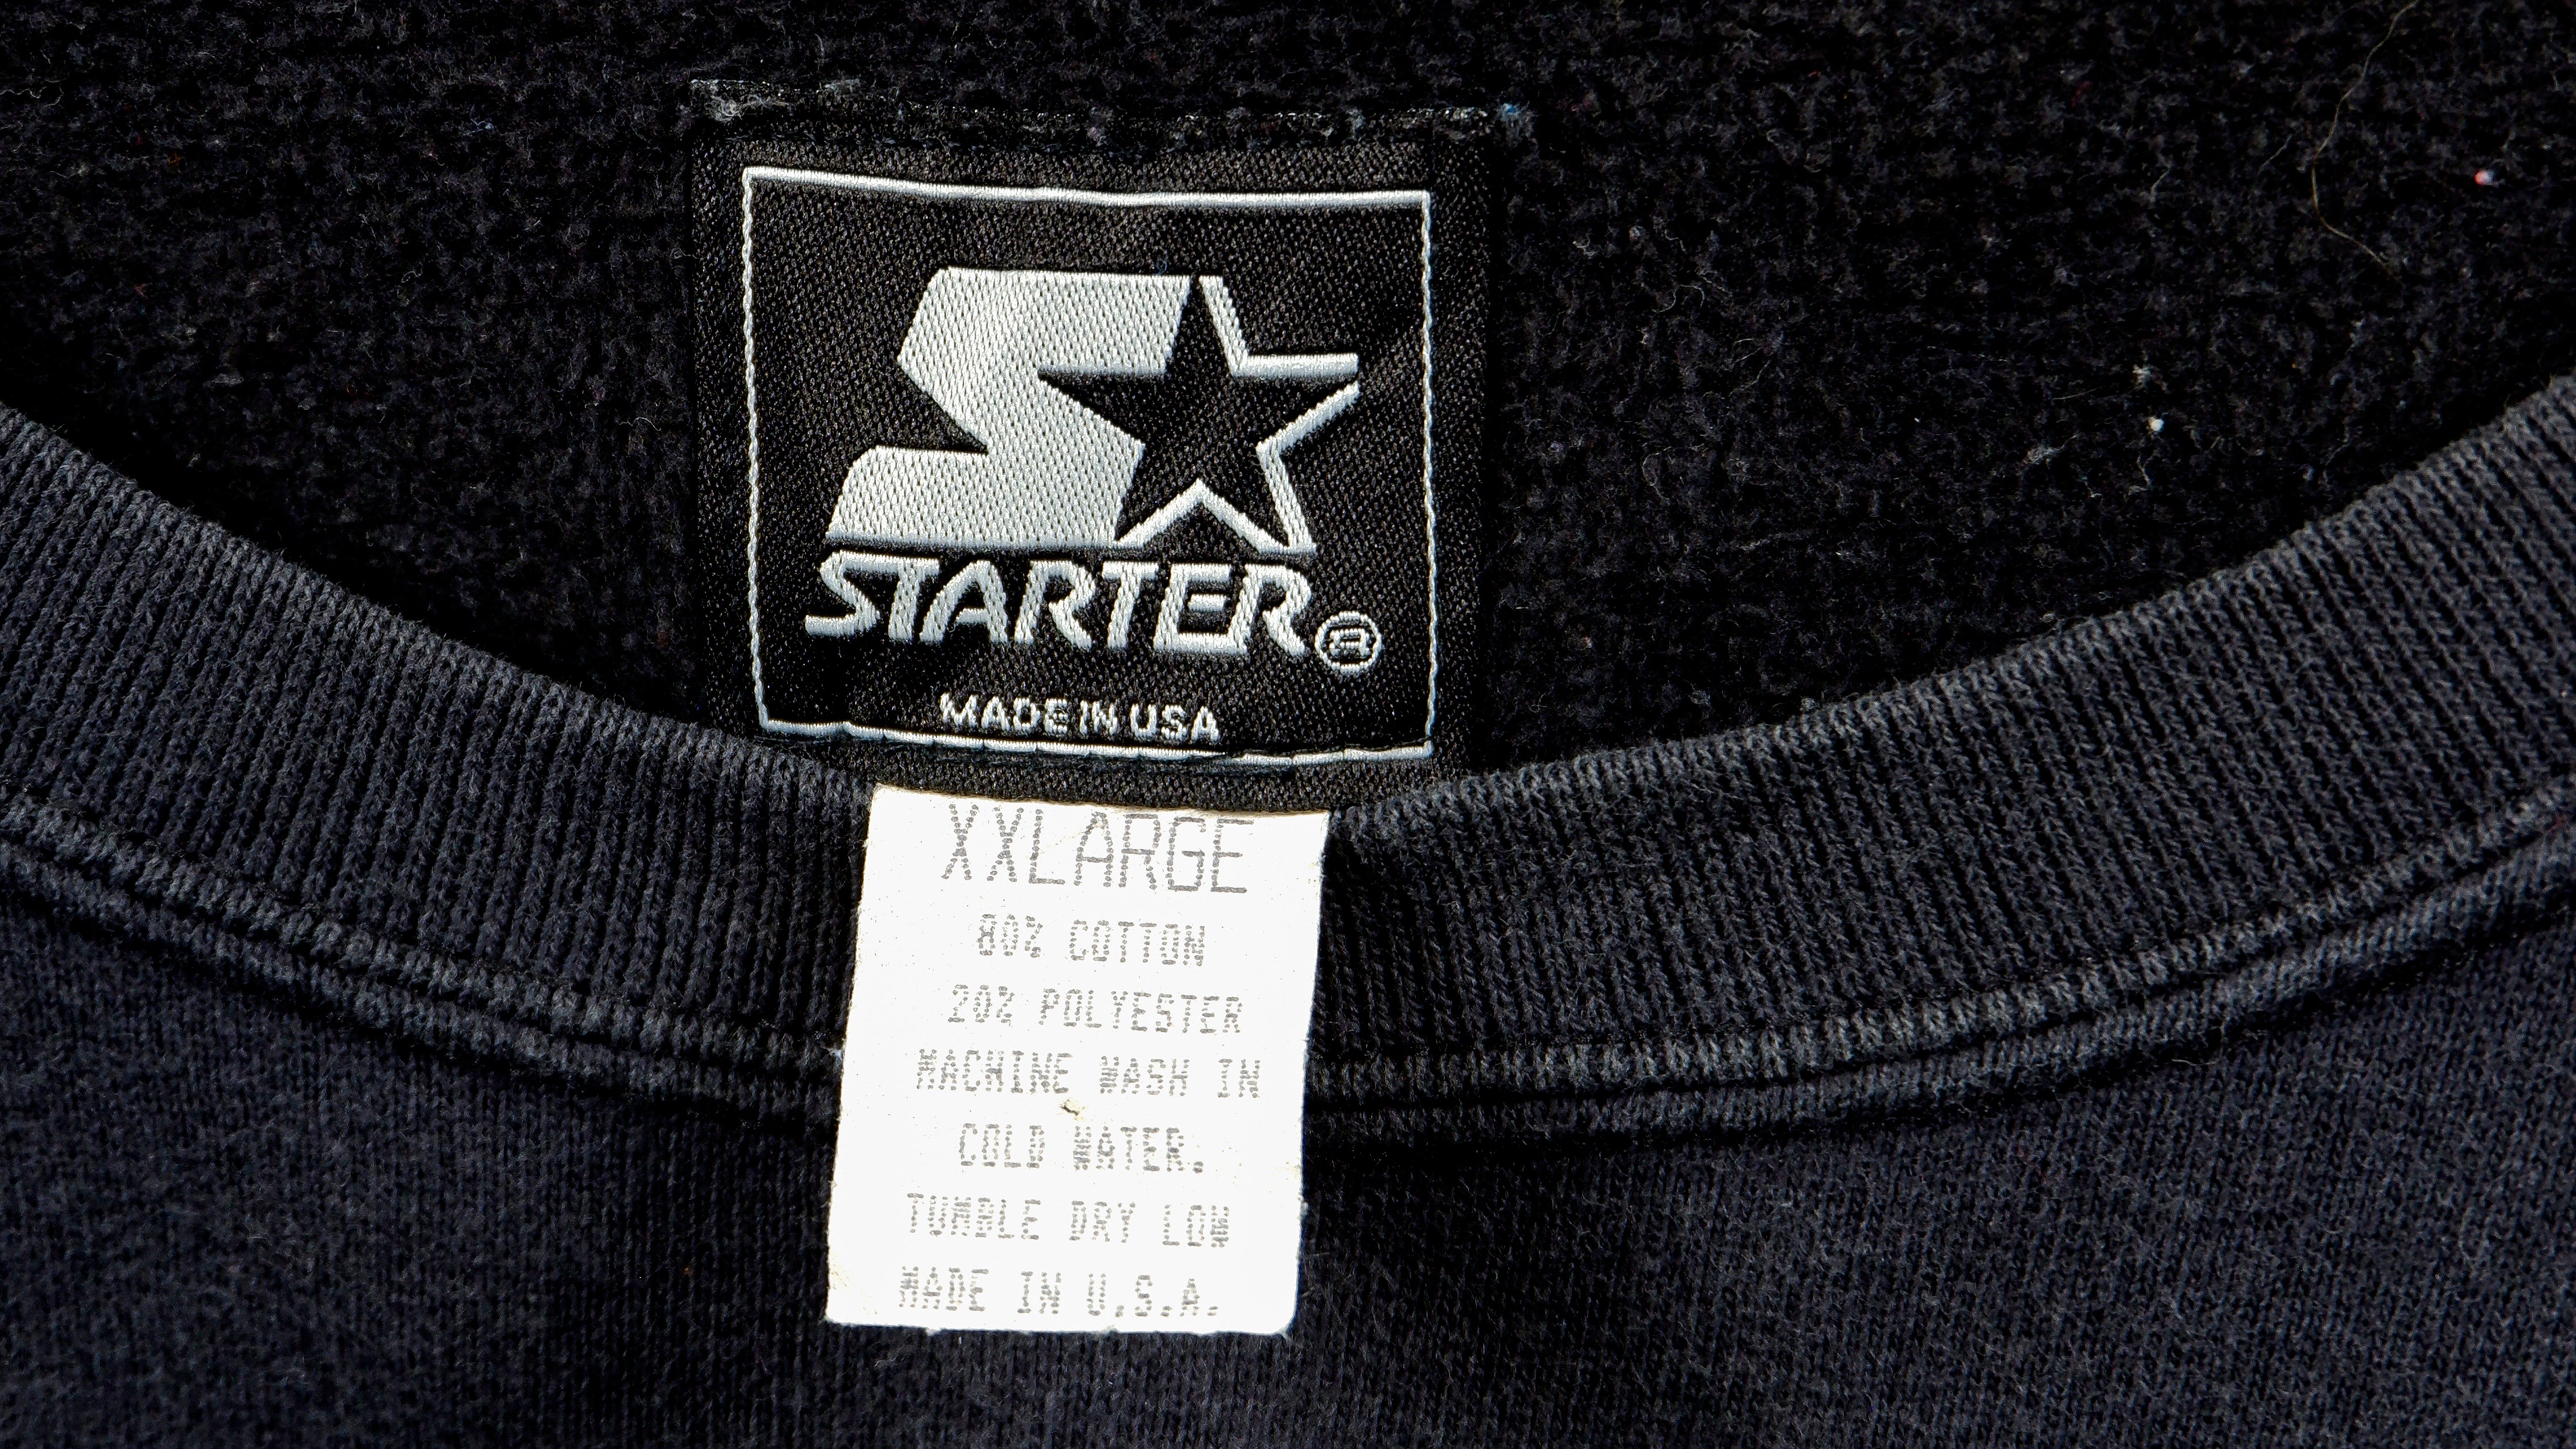 STARTER®
MADE IN USA
XXLARGE
80% COTTON
20% POLYESTER
MACHINE WASH IN
COLD WATER.
TUMBLE DRY LOW
MADE IN U.S.A.